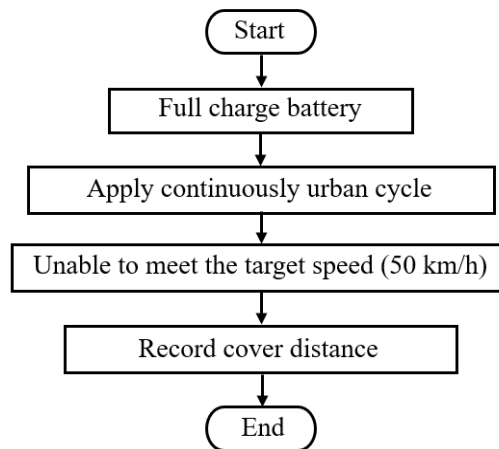 Start
Full charge battery
Apply continuously urban cycle
Unable to meet the target speed (50 km/h)
Record cover distance
End